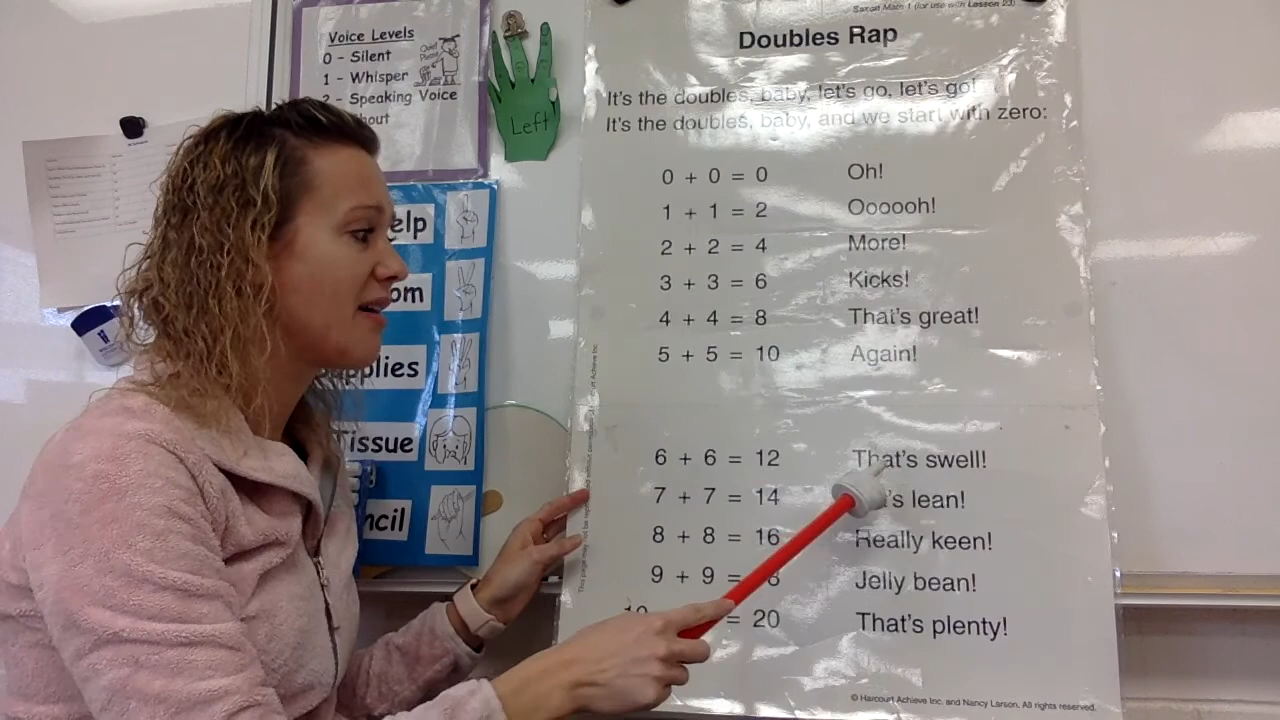 Voice Levels
0 - Silent
1 - Whisper
Speaking Voice
Quiet Please
Left
elp
om
pplies
Tissue
ncil
Saxon Math 1 (for use with Lesson 23)
Doubles Rap
It's the doubles, baby, let's go, let's go!
It's the doubles, baby, and we start with zero:
0 + 0 = 0 Oh!
1 + 1 = 2 Oooooh!
2 + 2 = 4 More!
3 + 3 = 6 Kicks!
4 + 4 = 8 That's great!
5 + 5 = 10 Again!
6 + 6 = 12 That's swell!
7 + 7 = 14 's lean!
8 + 8 = 16 Really keen!
9 + 9 = 8 Jelly bean!
10 = 20 That's plenty!
© Harcourt Achieve Inc. and Nancy Larson. All rights reserved.